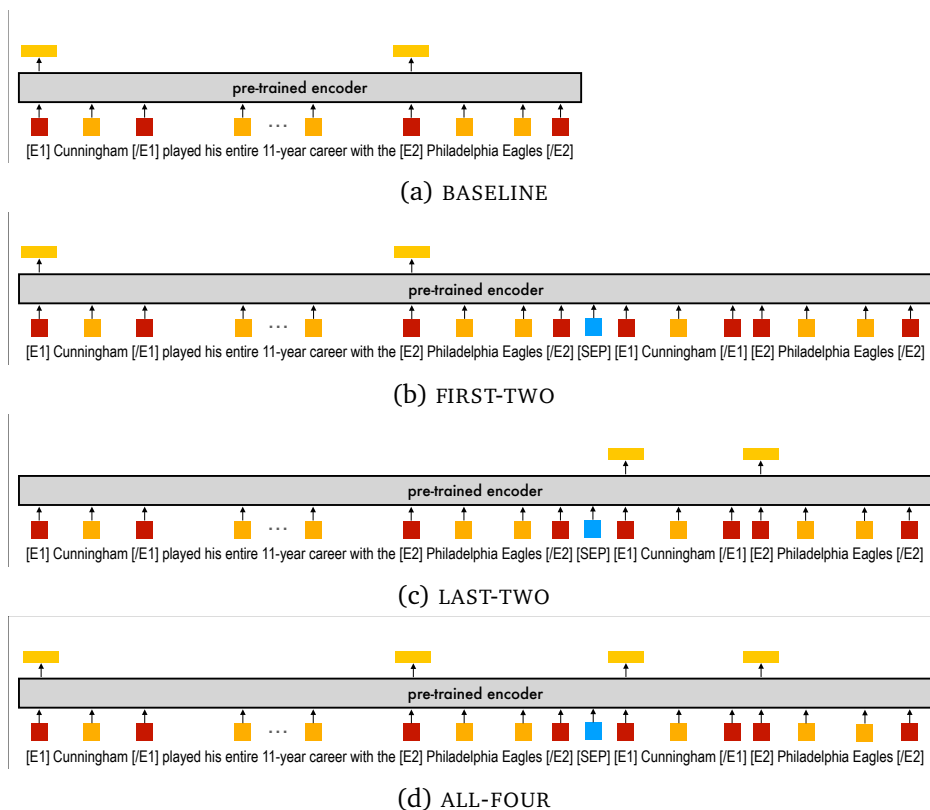 pre-trained encoder
...
[E1] Cunningham [/E1] played his entire 11-year career with the [E2] Philadelphia Eagles [/E2]
(a) BASELINE
pre-trained encoder
...
[E1] Cunningham [/E1] played his entire 11-year career with the [E2] Philadelphia Eagles [/E2] [SEP] [E1] Cunningham [/E1] [E2] Philadelphia Eagles [/E2]
(b) FIRST-TWO
pre-trained encoder
...
[E1] Cunningham [/E1] played his entire 11-year career with the [E2] Philadelphia Eagles [/E2] [SEP] [E1] Cunningham [/E1] [E2] Philadelphia Eagles [/E2]
(c) LAST-TWO
pre-trained encoder
...
[E1] Cunningham [/E1] played his entire 11-year career with the [E2] Philadelphia Eagles [/E2] [SEP] [E1] Cunningham [/E1] [E2] Philadelphia Eagles [/E2]
(d) ALL-FOUR